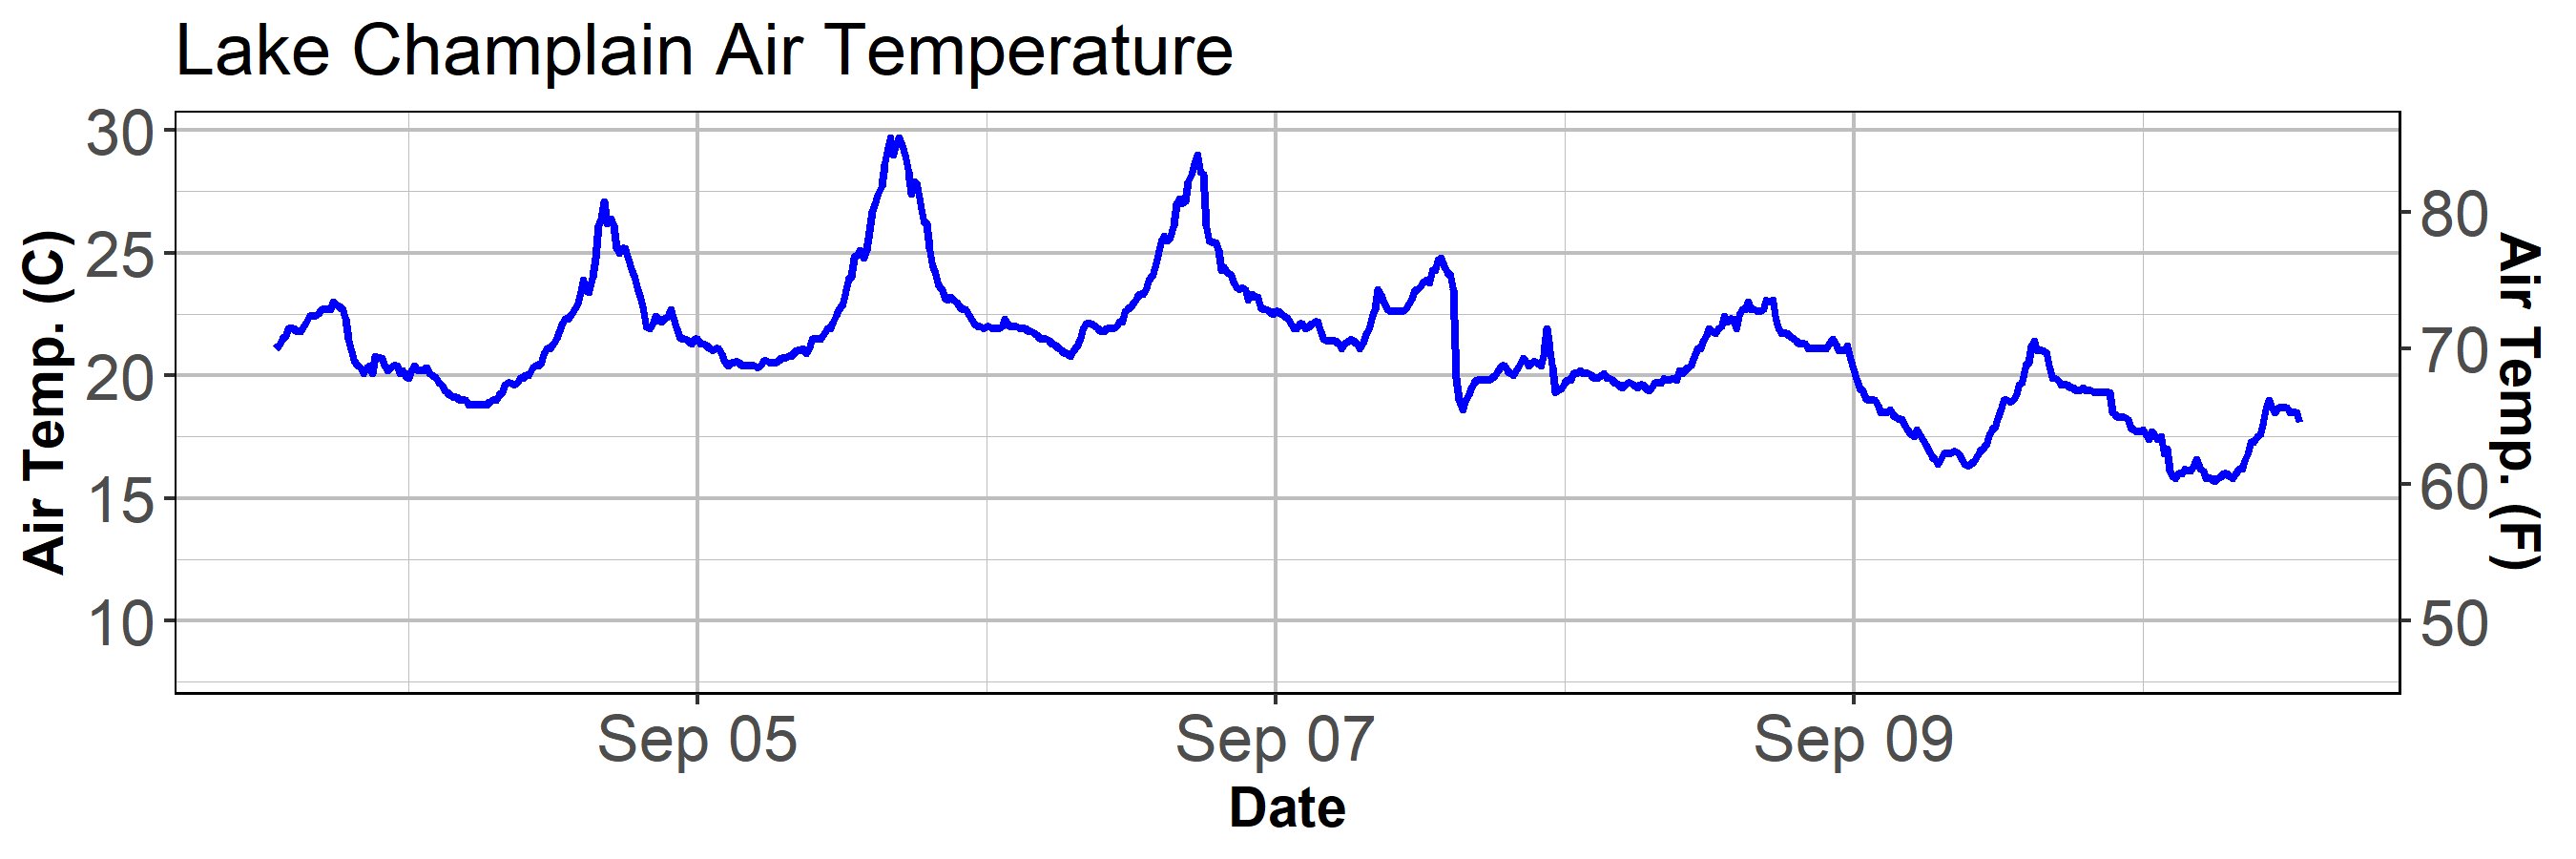 Lake Champlain Air Temperature
30
25
20
15
10
Air Temp. (C)
80
70
60
50
Air Temp. (F)
Sep 05
Sep 07
Sep 09
Date